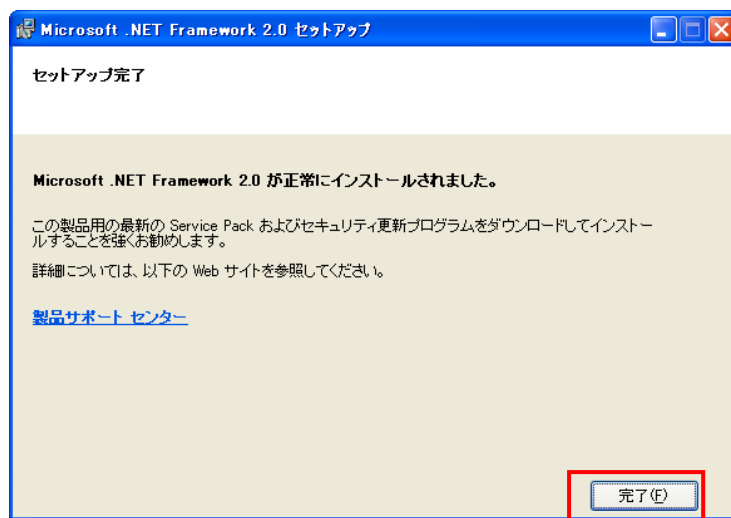 Microsoft .NET Framework 2.0 セットアップ
セットアップ完了
Microsoft .NET Framework 2.0 が正常にインストールされました。
この製品用の最新の Service Pack およびセキュリティ更新プログラムをダウンロードしてインストー
ルすることを強くお勧めします。
詳細については、以下の Web サイトを参照してください。
製品サポート センター
完了(F)